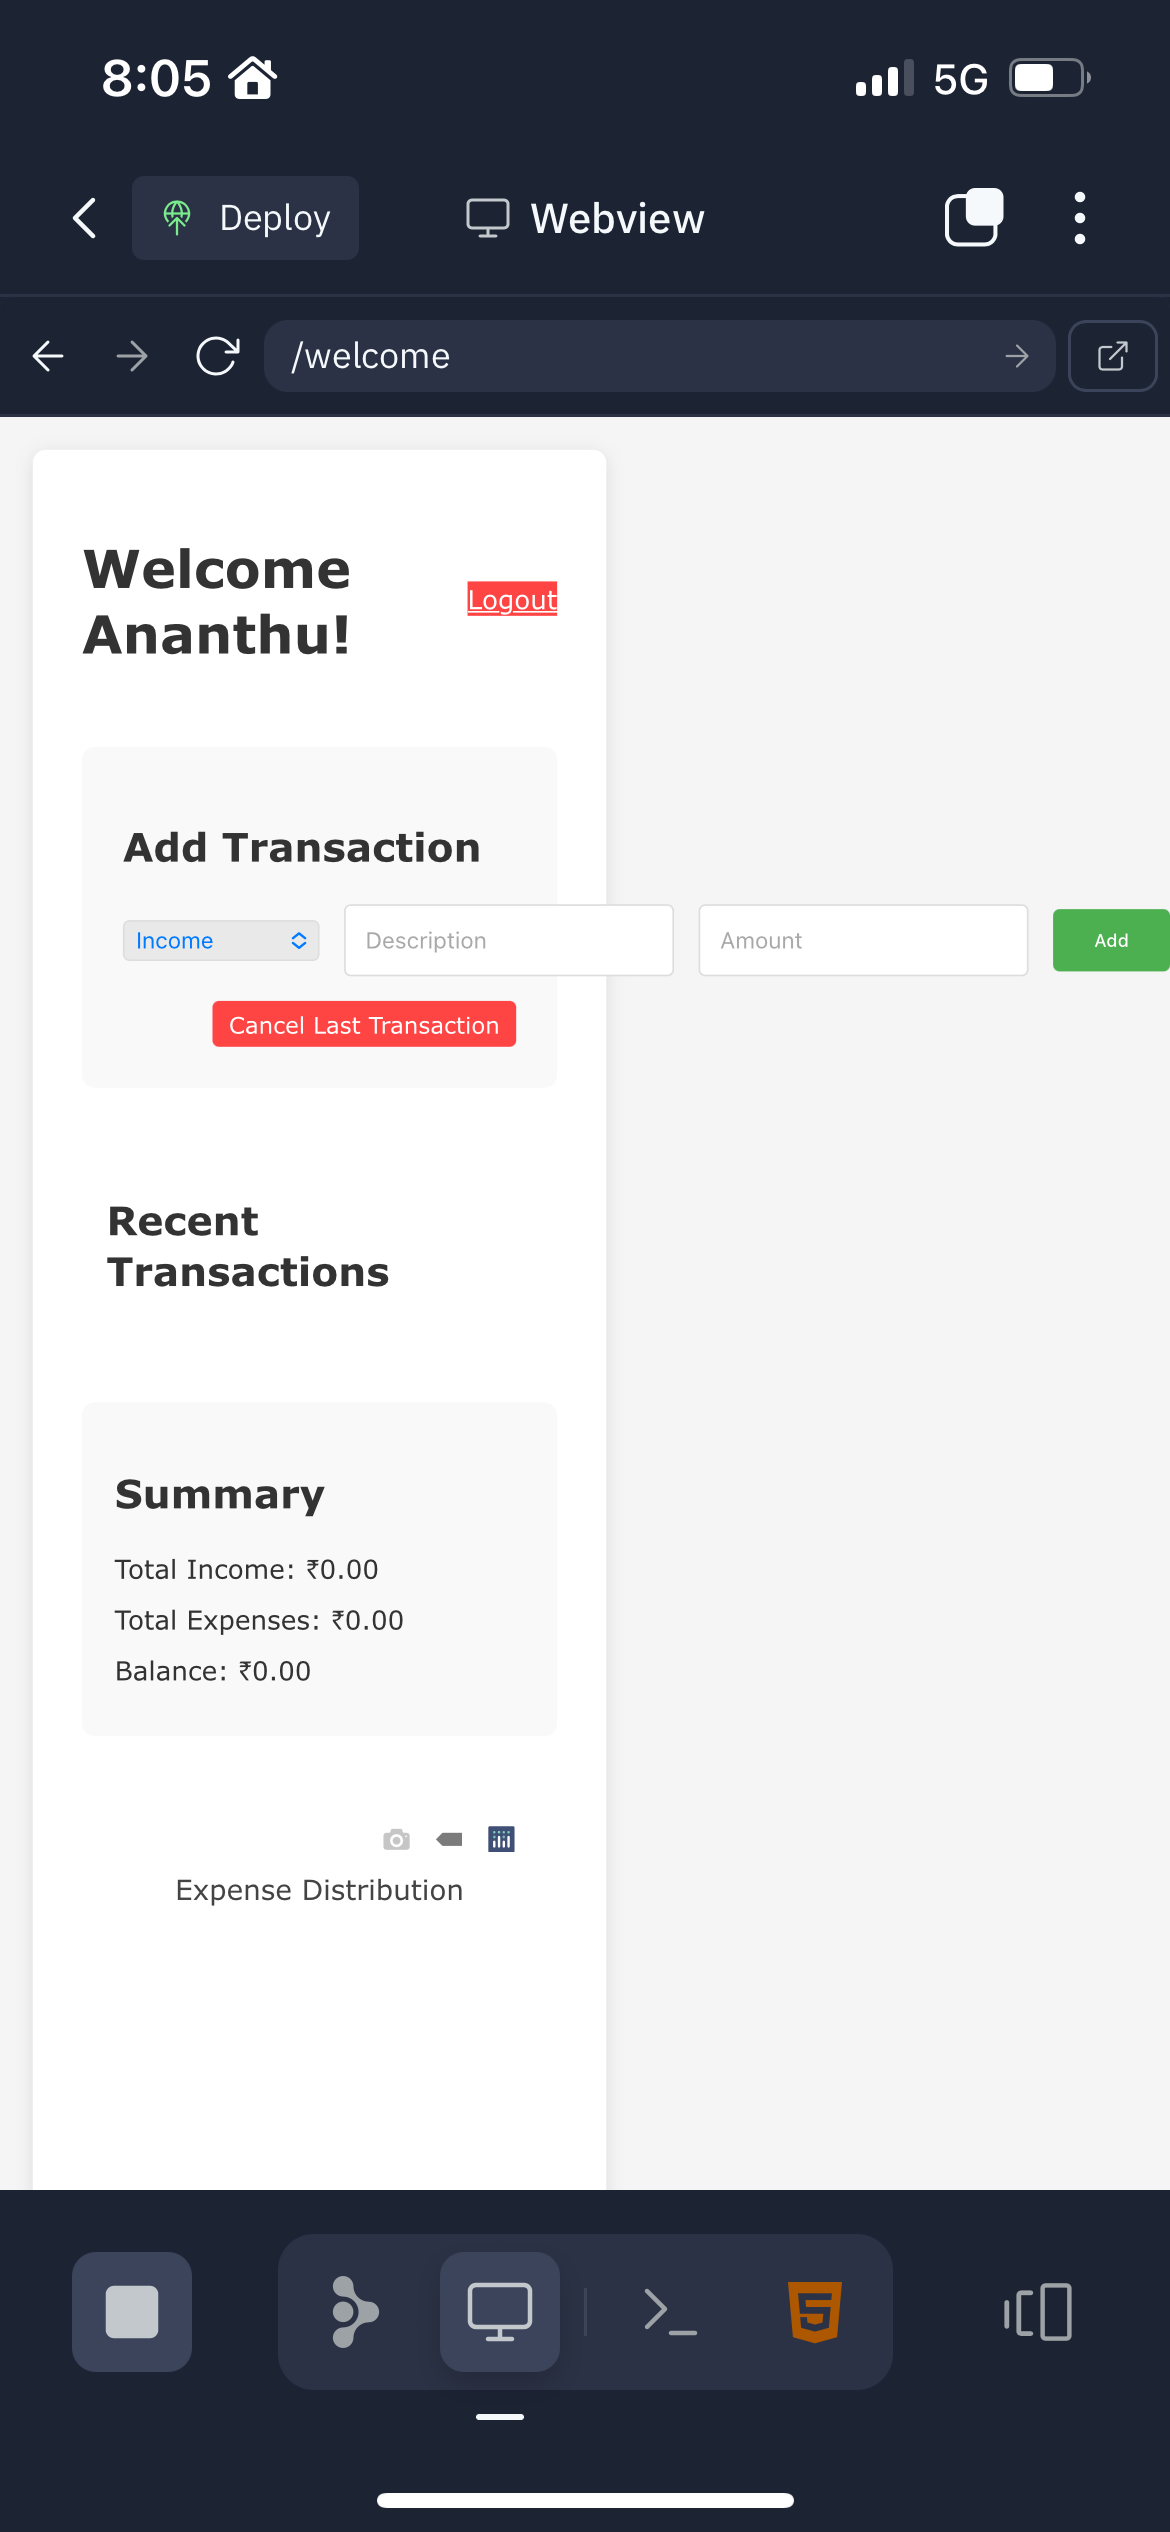 8:05 5G
Deploy Webview
/welcome
Welcome
Ananthu!
Logout
Add Transaction
Income Description Amount Add
Cancel Last Transaction
Recent
Transactions
Summary
Total Income: ₹0.00
Total Expenses: ₹0.00
Balance: ₹0.00
Expense Distribution